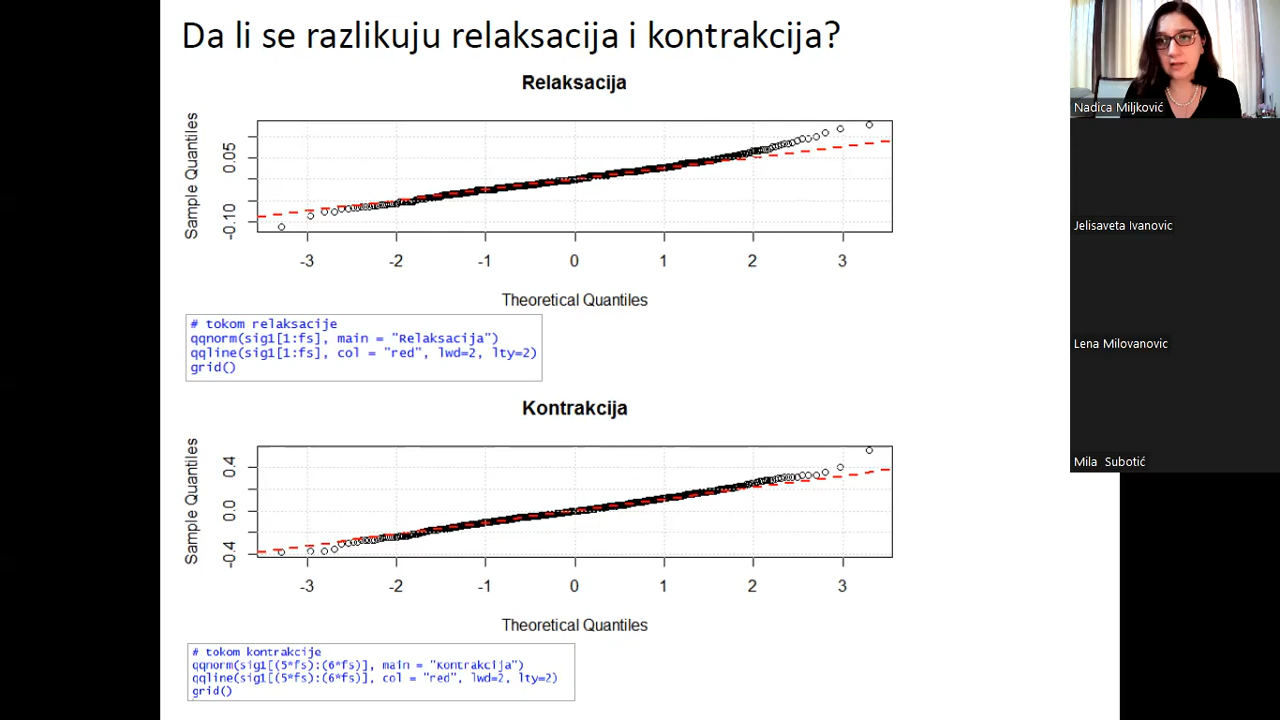 Da li se razlikuju relaksacija i kontrakcija?
Relaksacija
Sample Quantiles
0.05
-0.10
-3 -2 -1 0 1 2 3
Theoretical Quantiles
# tokom relaksacije
qqnorm(sig1[1:fs], main = "Relaksacija")
qqline(sig1[1:fs], col = "red", lwd=2, lty=2)
grid()
Kontrakcija
Sample Quantiles
0.4
0.0
-0.4
-3 -2 -1 0 1 2 3
Theoretical Quantiles
# tokom kontrakcije
qqnorm(sig1[(5*fs):(6*fs)], main = "Kontrakcija")
qqline(sig1[(5*fs):(6*fs)], col = "red", lwd=2, lty=2)
grid()
Nadica Miljković
Jelisaveta Ivanovic
Lena Milovanovic
Mila Subotić